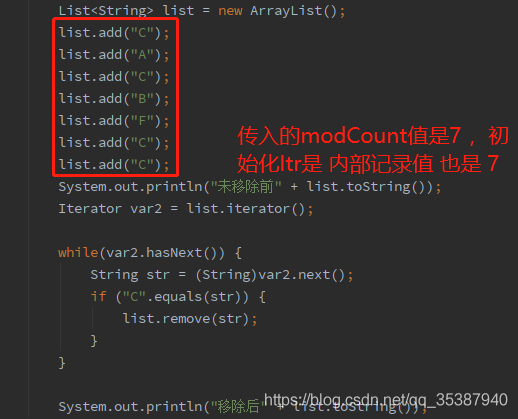 List<String> list = new ArrayList();
list.add("C");
list.add("A");
list.add("C");
list.add("B");
list.add("F");
list.add("C");
list.add("C");
传入的modCount值是7 ，初
始化Itr是 内部记录值 也是 7
System.out.println("未移除前" + list.toString());
Iterator var2 = list.iterator();
while(var2.hasNext()) {
String str = (String)var2.next();
if ("C".equals(str)) {
list.remove(str);
}
}
System.out.println("移除后" + list.toString());
https://blog.csdn.net/qq_35387940